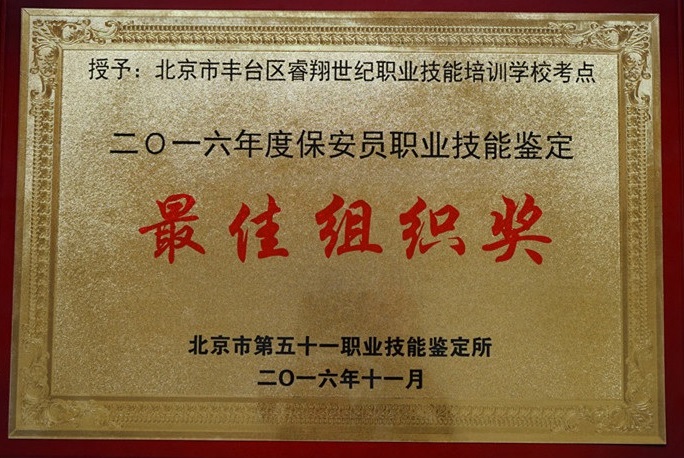 授予：北京市丰台区睿翔世纪职业技能培训学校考点
二〇一六年度保安员职业技能鉴定
最佳组织奖
北京市第五十一职业技能鉴定所
二〇一六年十一月